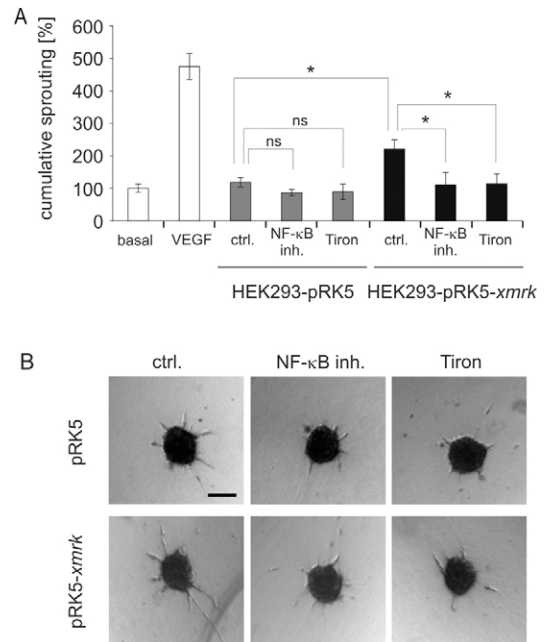 A
cumulative sprouting [%]
600
500
400
300
200
100
0
*
*
*
ns
ns
basal
VEGF
ctrl.
NF-κB
inh.
Tiron
ctrl.
NF-κB
inh.
Tiron
HEK293-pRK5
HEK293-pRK5-xmrk
B
ctrl.
NF-κB inh.
Tiron
pRK5
pRK5-xmrk